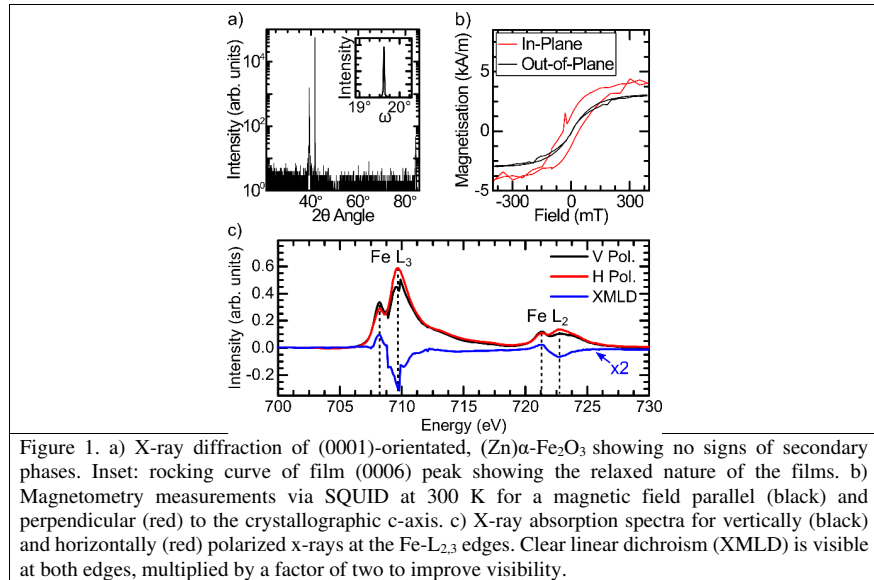 a)
Intensity (arb. units)
10⁴
10²
10⁰
40°
60°
80°
2θ Angle
Intensity
19°
20°
ω
b)
In-Plane
Out-of-Plane
Magnetisation (kA/m)
5
0
-5
-300
0
300
Field (mT)
c)
Intensity (arb. units)
0.6
0.4
0.2
0.0
-0.2
Fe L₃
Fe L₂
V Pol.
H Pol.
XMLD
x2
700
705
710
715
720
725
730
Energy (eV)
Figure 1. a) X-ray diffraction of (0001)-orientated, (Zn)α-Fe₂O₃ showing no signs of secondary
phases. Inset: rocking curve of film (0006) peak showing the relaxed nature of the films. b)
Magnetometry measurements via SQUID at 300 K for a magnetic field parallel (black) and
perpendicular (red) to the crystallographic c-axis. c) X-ray absorption spectra for vertically (black)
and horizontally (red) polarized x-rays at the Fe-L₂,₃ edges. Clear linear dichroism (XMLD) is visible
at both edges, multiplied by a factor of two to improve visibility.